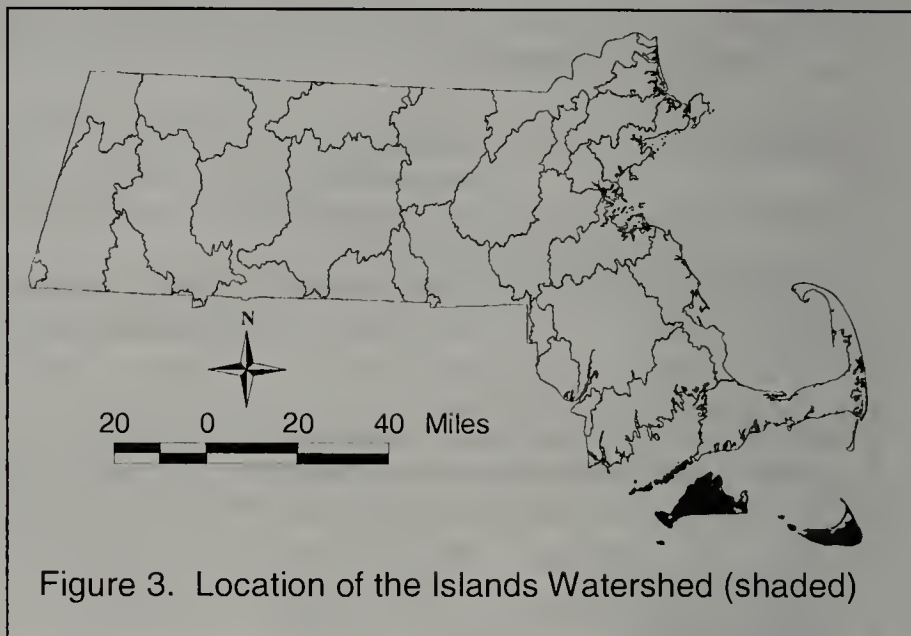 N
20 0 20 40 Miles
Figure 3. Location of the Islands Watershed (shaded)